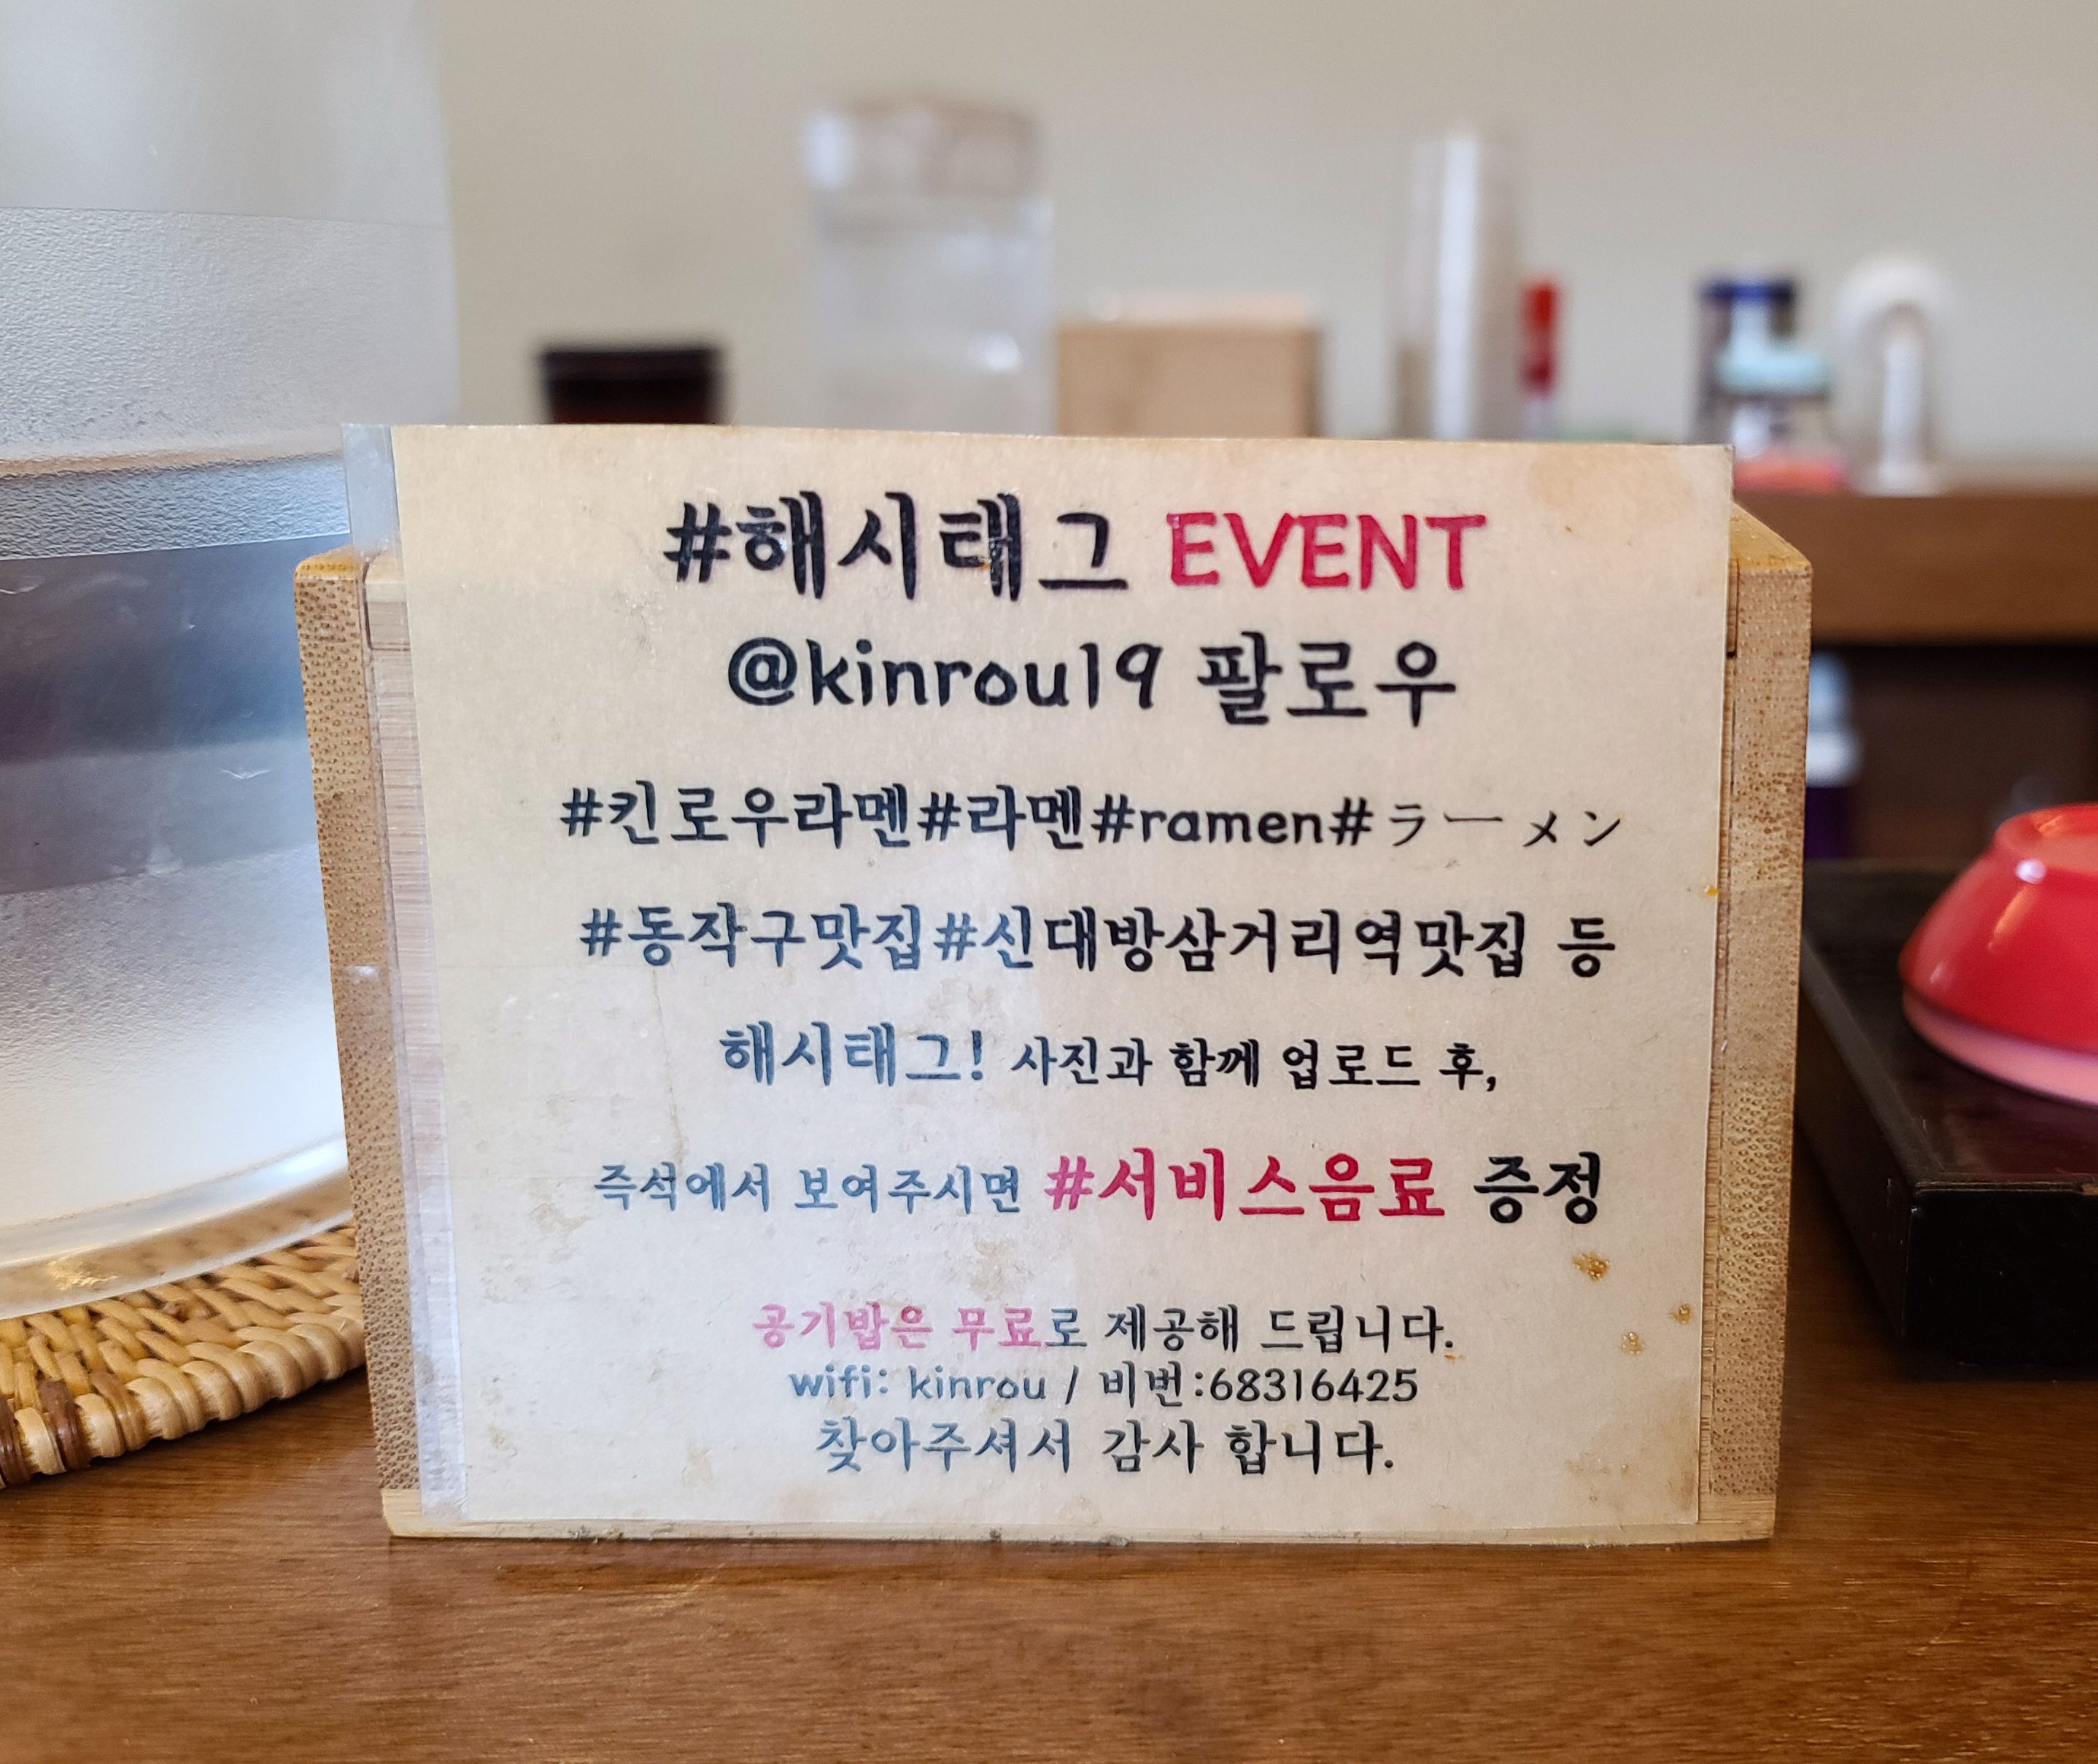 #해시태그 EVENT
@kinrou19 팔로우
#킨로우라멘#라멘#ramen#ラーメン
#동작구맛집#신대방삼거리역맛집 등
해시태그! 사진과 함께 업로드 후,
즉석에서 보여주시면 #서비스음료 증정
공기밥은 무료로 제공해 드립니다.
wifi: kinrou / 비번:68316425
찾아주셔서 감사 합니다.